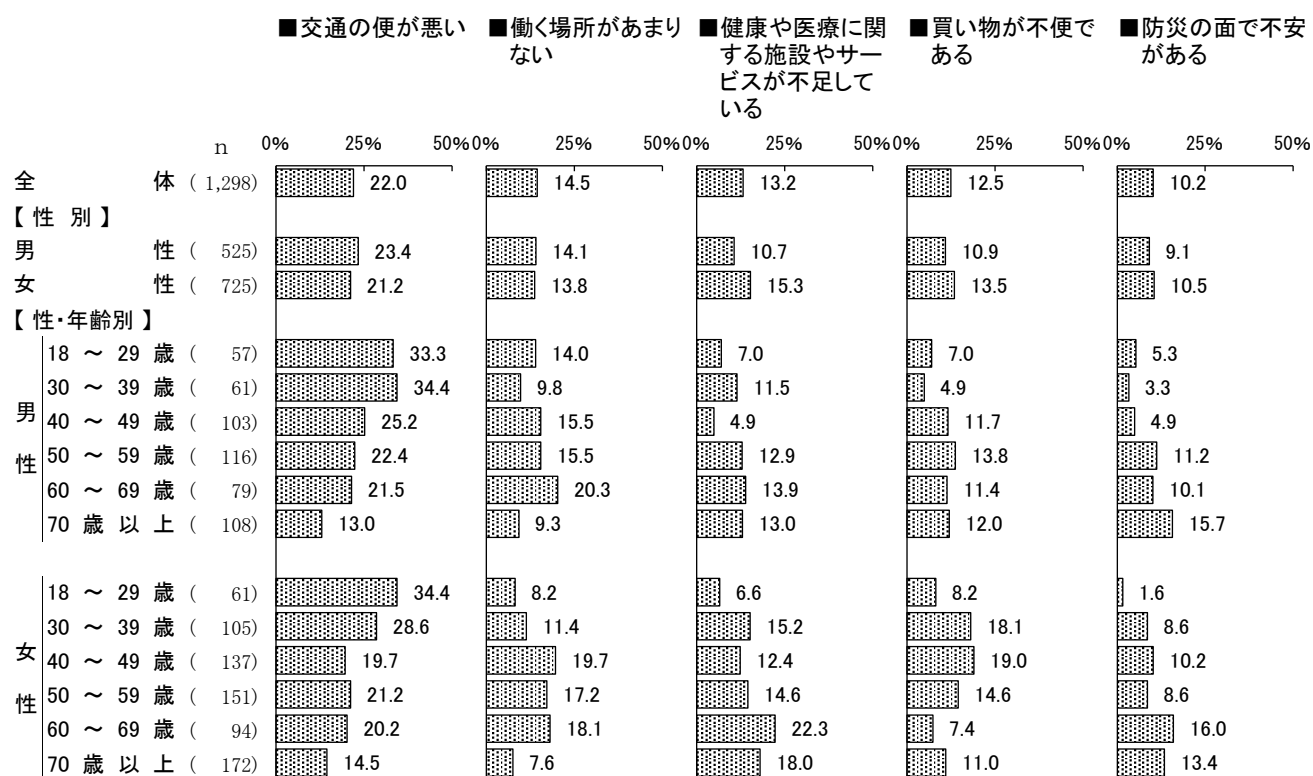 ■交通の便が悪い ■働く場所があまり ■健康や医療に関 ■買い物が不便で ■防災の面で不安
ない する施設やサー ある がある
ビスが不足して
いる
n 0% 25% 50% 0% 25% 50% 0% 25% 50% 0% 25% 50% 0% 25% 50%
全 体 ( 1,298) 22.0 14.5 13.2 12.5 10.2
【 性 別 】
男 性 ( 525) 23.4 14.1 10.7 10.9 9.1
女 性 ( 725) 21.2 13.8 15.3 13.5 10.5
【 性・年齢別 】
男性
18 ~ 29 歳 ( 57) 33.3 14.0 7.0 7.0 5.3
30 ~ 39 歳 ( 61) 34.4 9.8 11.5 4.9 3.3
40 ~ 49 歳 ( 103) 25.2 15.5 4.9 11.7 4.9
50 ~ 59 歳 ( 116) 22.4 15.5 12.9 13.8 11.2
60 ~ 69 歳 ( 79) 21.5 20.3 13.9 11.4 10.1
70 歳 以 上 ( 108) 13.0 9.3 13.0 12.0 15.7
女性
18 ~ 29 歳 ( 61) 34.4 8.2 6.6 8.2 1.6
30 ~ 39 歳 ( 105) 28.6 11.4 15.2 18.1 8.6
40 ~ 49 歳 ( 137) 19.7 19.7 12.4 19.0 10.2
50 ~ 59 歳 ( 151) 21.2 17.2 14.6 14.6 8.6
60 ~ 69 歳 ( 94) 20.2 18.1 22.3 7.4 16.0
70 歳 以 上 ( 172) 14.5 7.6 18.0 11.0 13.4